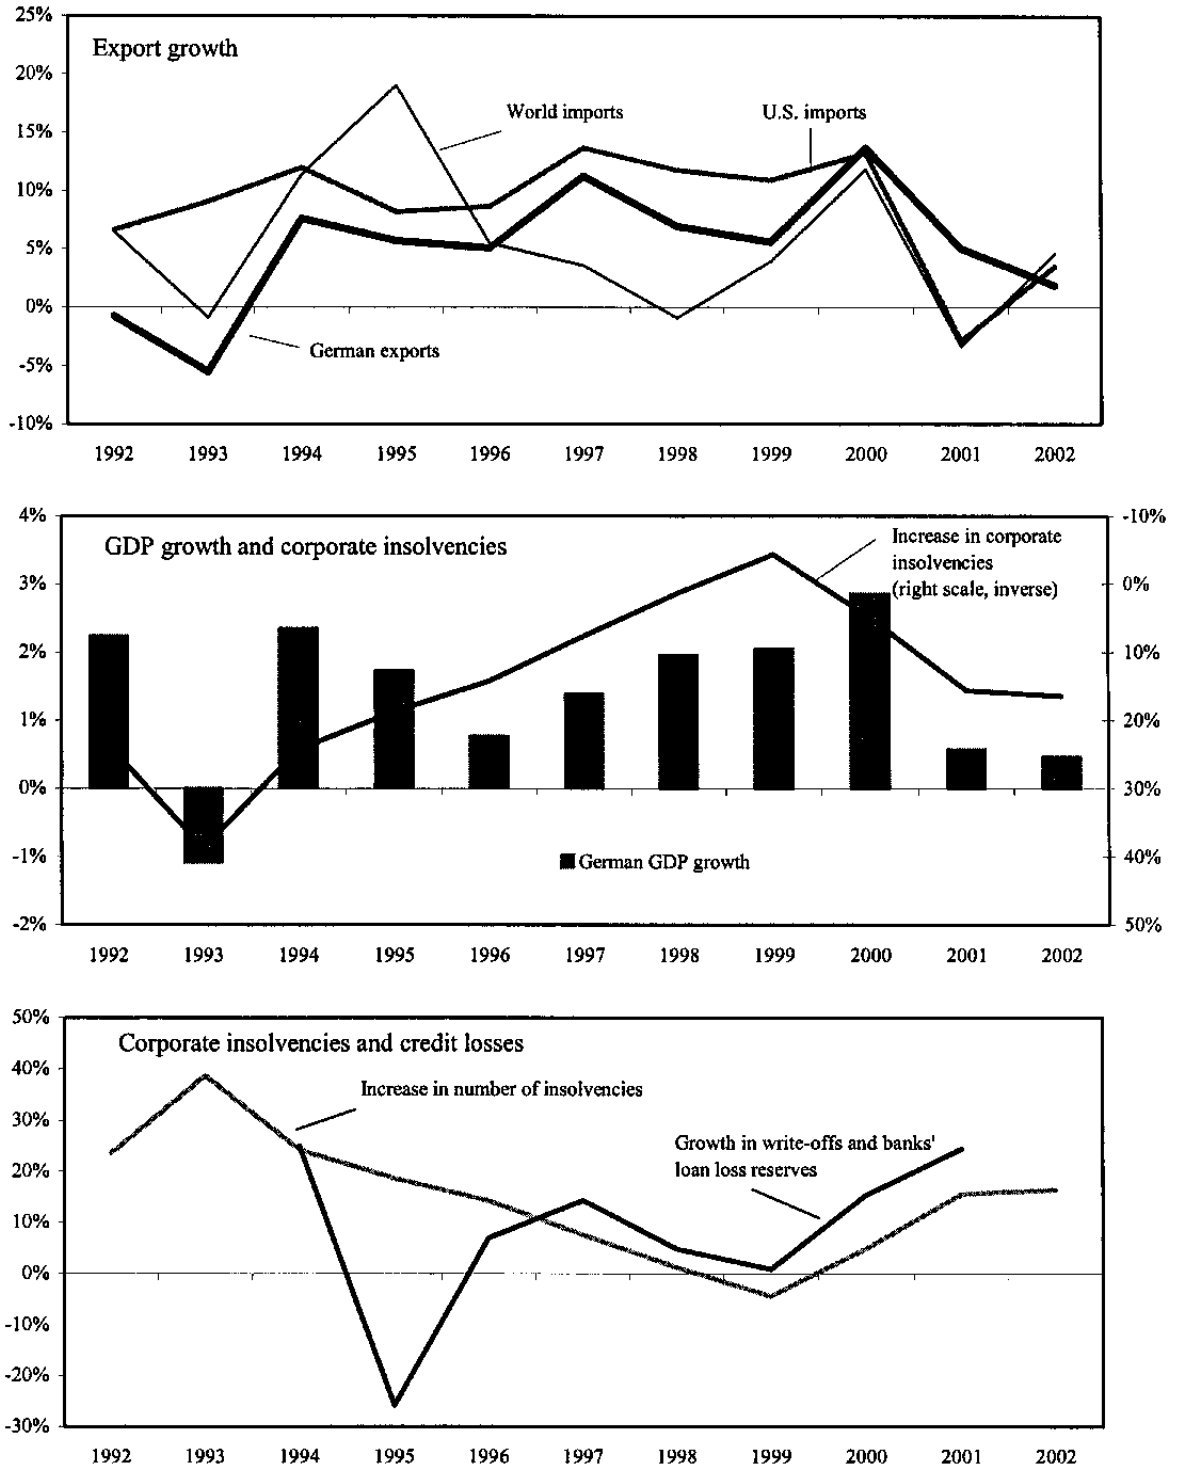 Export growth
25%
20%
15%
10%
5%
0%
-5%
-10%
World imports
U.S. imports
German exports
1992 1993 1994 1995 1996 1997 1998 1999 2000 2001 2002
GDP growth and corporate insolvencies
4%
3%
2%
1%
0%
-1%
-2%
Increase in corporate
insolvencies
(right scale, inverse)
-10%
0%
10%
20%
30%
40%
50%
German GDP growth
1992 1993 1994 1995 1996 1997 1998 1999 2000 2001 2002
Corporate insolvencies and credit losses
50%
40%
30%
20%
10%
0%
-10%
-20%
-30%
Increase in number of insolvencies
Growth in write-offs and banks'
loan loss reserves
1992 1993 1994 1995 1996 1997 1998 1999 2000 2001 2002